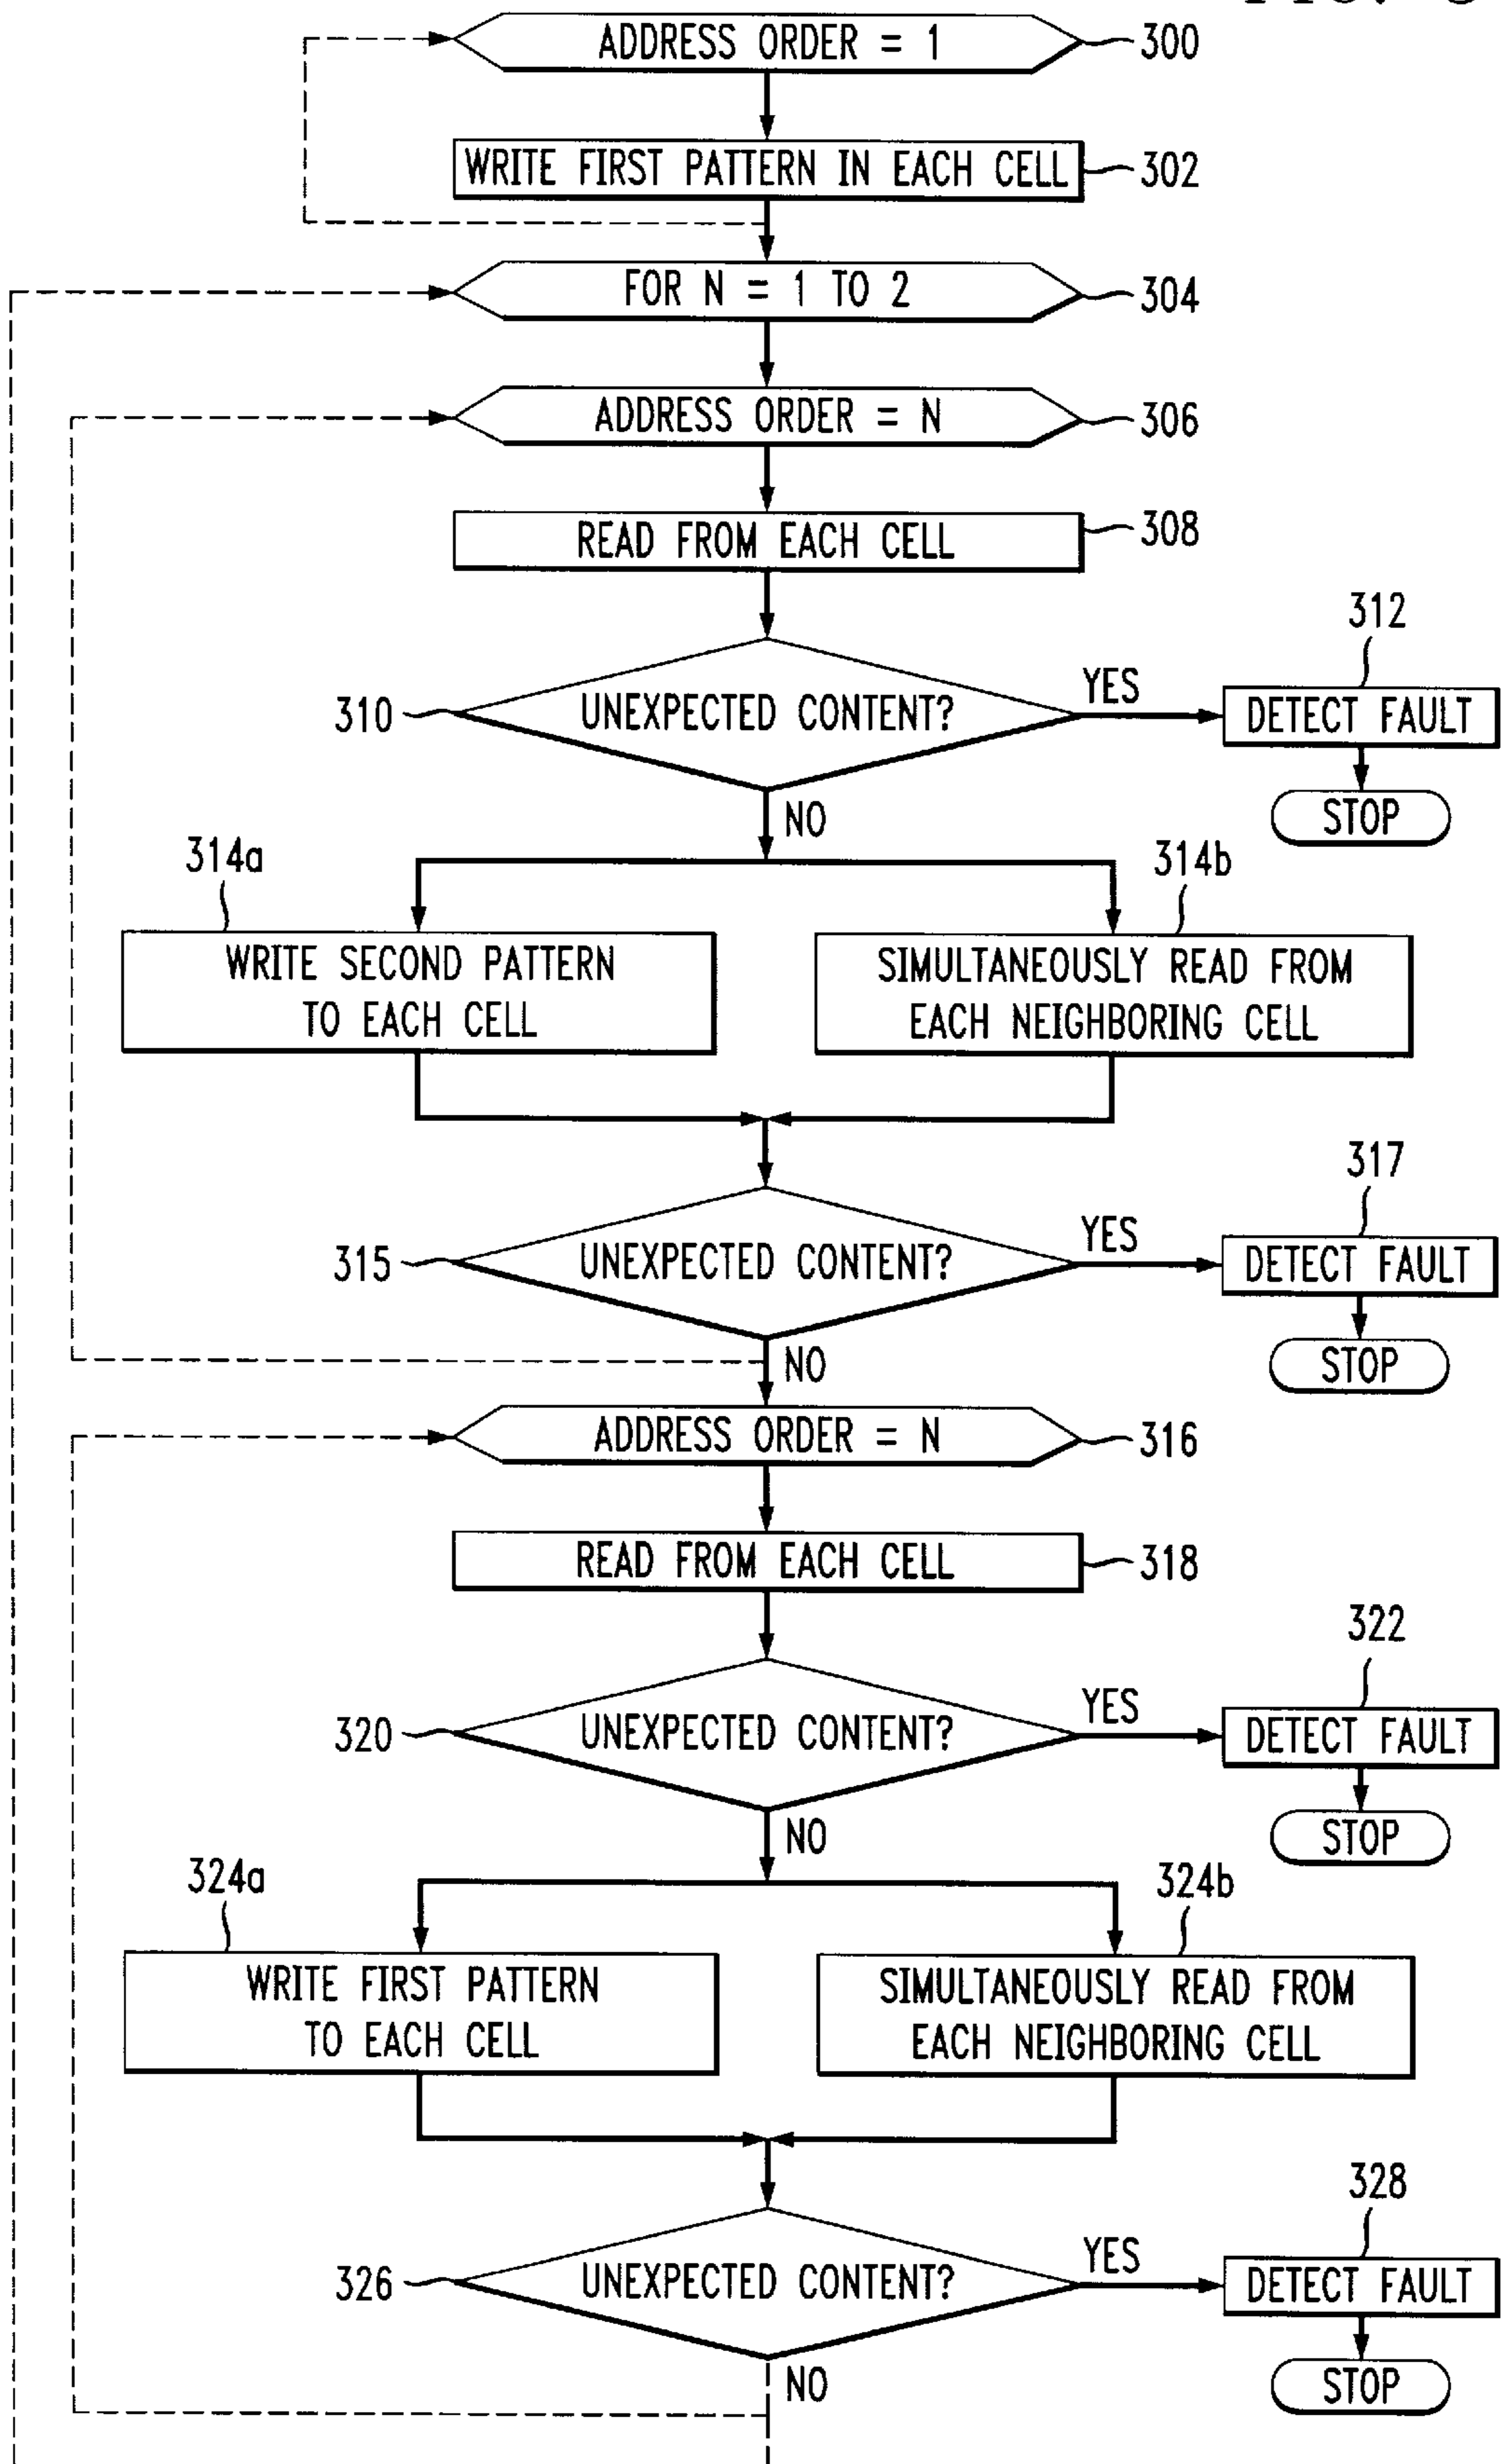 ADDRESS ORDER = 1
300
WRITE FIRST PATTERN IN EACH CELL
302
FOR N = 1 TO 2
304
ADDRESS ORDER = N
306
READ FROM EACH CELL
308
312
310
UNEXPECTED CONTENT?
YES
DETECT FAULT
NO
STOP
314a
314b
WRITE SECOND PATTERN
TO EACH CELL
SIMULTANEOUSLY READ FROM
EACH NEIGHBORING CELL
317
315
UNEXPECTED CONTENT?
YES
DETECT FAULT
NO
STOP
ADDRESS ORDER = N
316
READ FROM EACH CELL
318
322
320
UNEXPECTED CONTENT?
YES
DETECT FAULT
NO
STOP
324a
324b
WRITE FIRST PATTERN
TO EACH CELL
SIMULTANEOUSLY READ FROM
EACH NEIGHBORING CELL
328
326
UNEXPECTED CONTENT?
YES
DETECT FAULT
NO
STOP